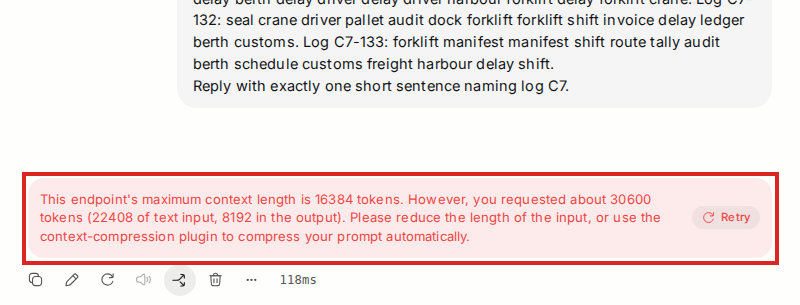 delay berth delay delay driver delay driver harbour forklift delay forklift crane. Log C7-
132: seal crane driver pallet audit dock forklift forklift shift invoice delay ledger
berth customs. Log C7-133: forklift manifest manifest shift route tally audit
berth schedule customs freight harbour delay shift.
Reply with exactly one short sentence naming log C7.
This endpoint's maximum context length is 16384 tokens. However, you requested about 30600
tokens (22408 of text input, 8192 in the output). Please reduce the length of the input, or use the
context-compression plugin to compress your prompt automatically.
Retry
118ms